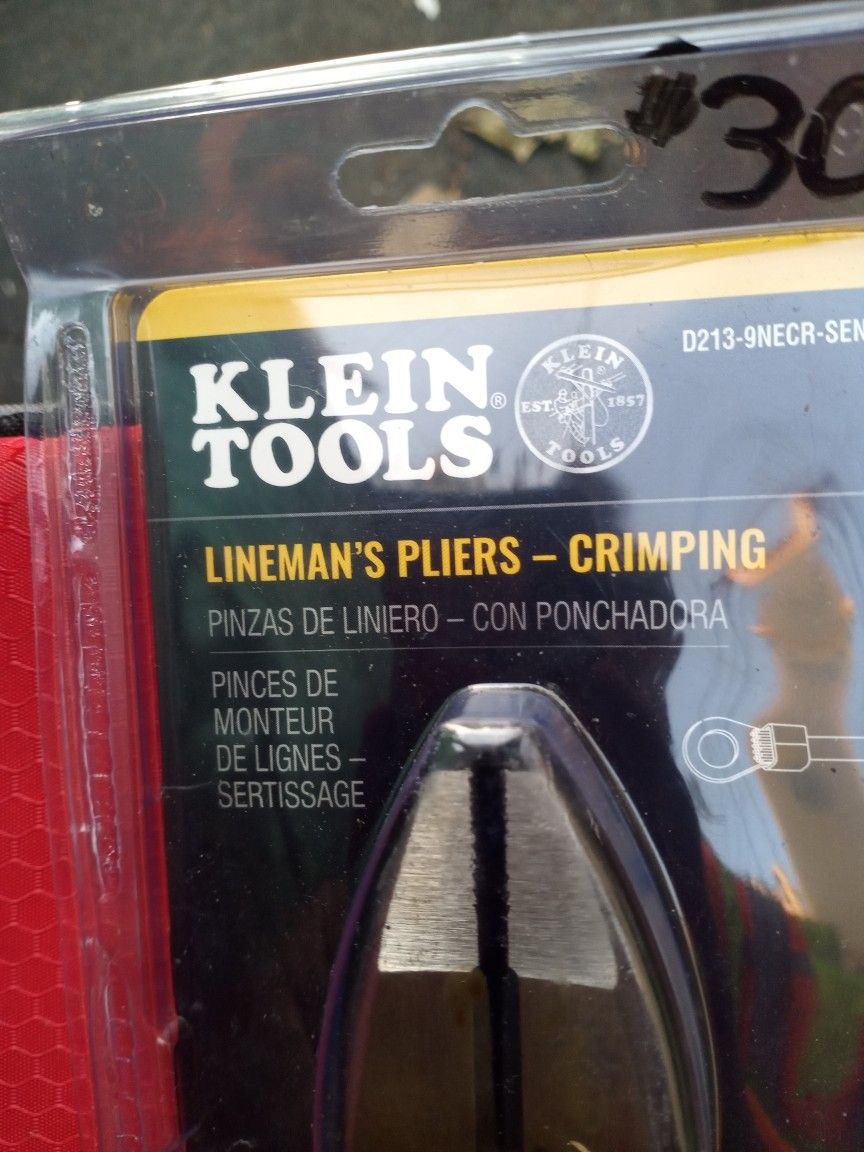 $30
D213-9NECR-SEN
KLEIN
TOOLS®
KLEIN
EST. 1857
TOOLS
LINEMAN'S PLIERS – CRIMPING
PINZAS DE LINIERO – CON PONCHADORA
PINCES DE
MONTEUR
DE LIGNES –
SERTISSAGE